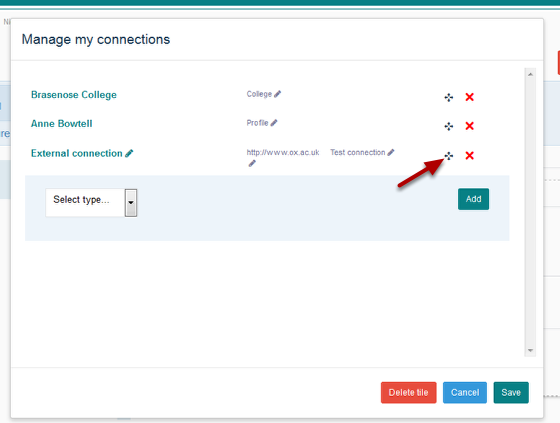 Manage my connections
Brasenose College College
Anne Bowtell Profile
External connection http://www.ox.ac.uk Test connection
Select type...
Add
Delete tile Cancel Save